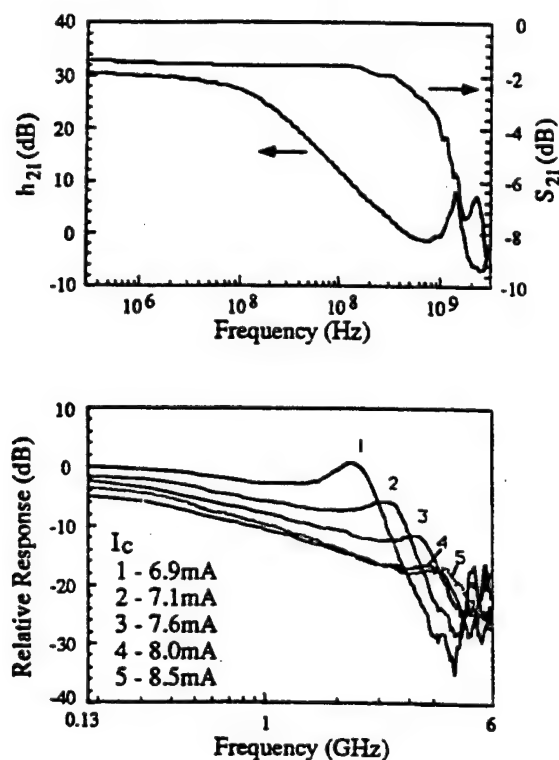 40
30
20
10
0
-10
h21 (dB)
0
-2
-4
-6
-8
-10
S21 (dB)
10^6
10^8
10^8
10^9
Frequency (Hz)
10
0
-10
-20
-30
-40
Relative Response (dB)
1
2
3
4
5
Ic
1 - 6.9mA
2 - 7.1mA
3 - 7.6mA
4 - 8.0mA
5 - 8.5mA
0.13
1
6
Frequency (GHz)